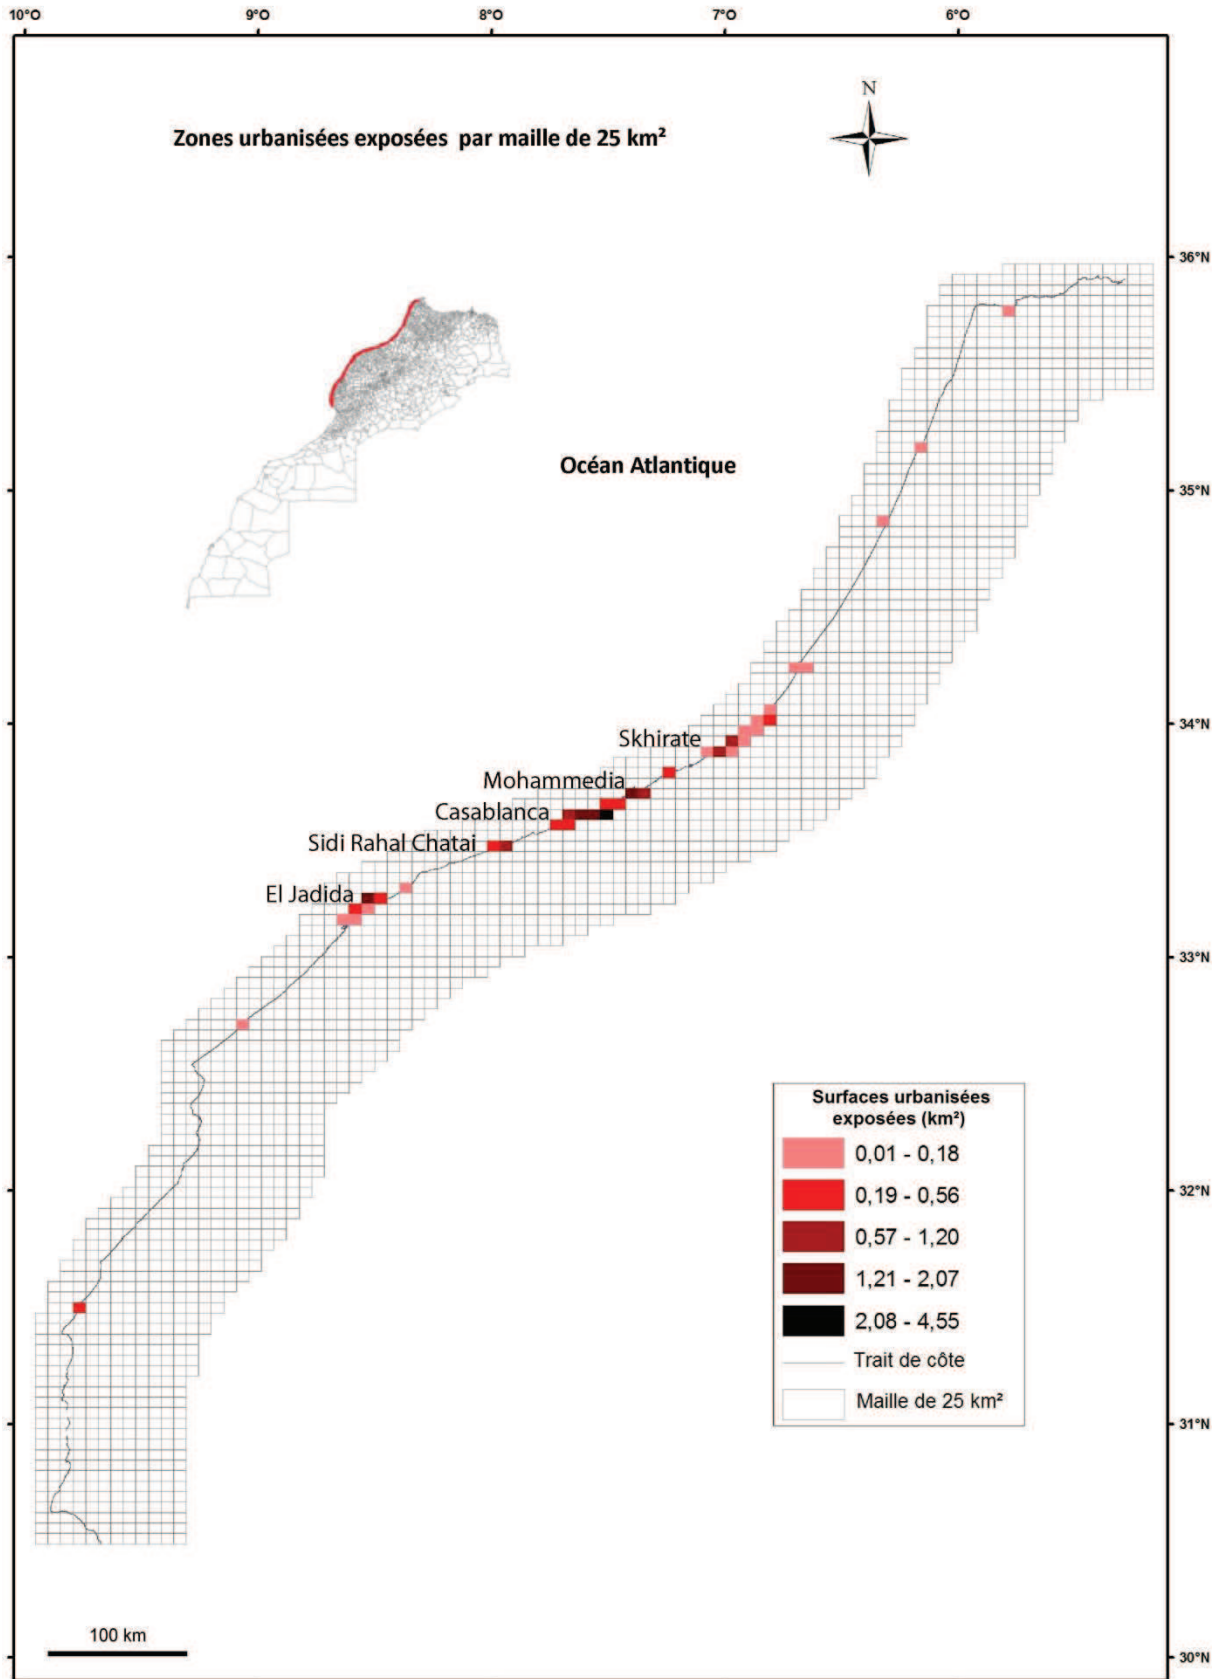 10°O 9°O 8°O 7°O 6°O
N
Zones urbanisées exposées par maille de 25 km²
36°N
Océan Atlantique
35°N
34°N
Skhirate
Mohammedia
Casablanca
Sidi Rahal Chatai
El Jadida
33°N
Surfaces urbanisées
exposées (km²)
0,01 - 0,18
0,19 - 0,56
0,57 - 1,20
1,21 - 2,07
2,08 - 4,55
Trait de côte
Maille de 25 km²
32°N
31°N
100 km
30°N